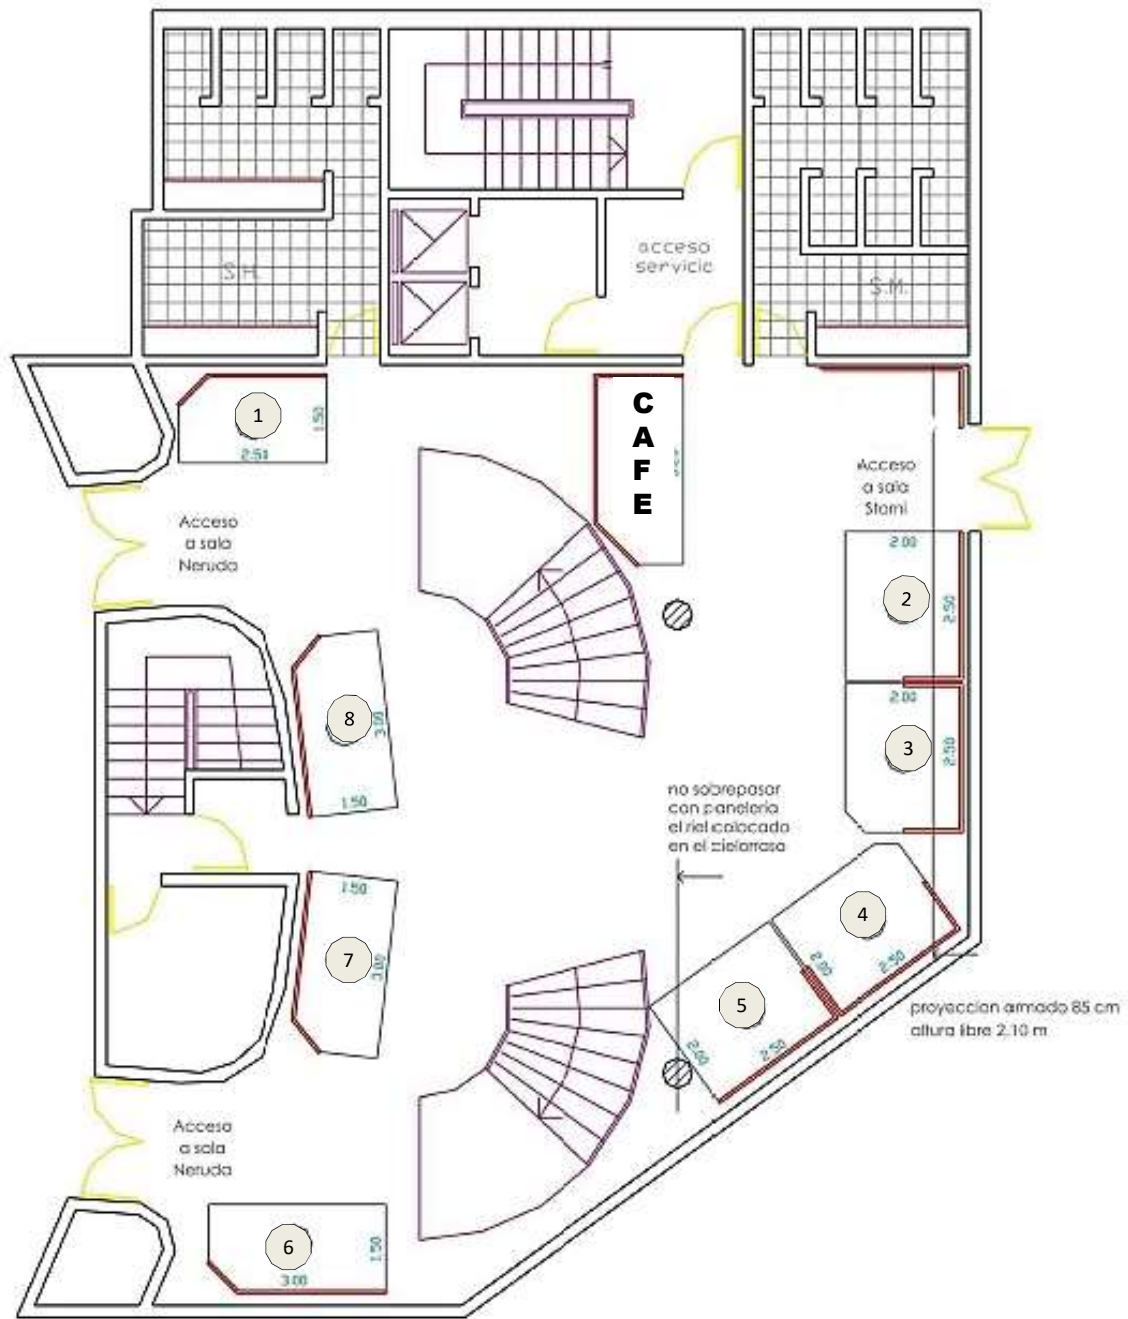 acceso
servicio
S.H.
S.M.
C
A
F
E
1
1.50
2.50
Acceso
a sala
Storni
Acceso
a sala
Neruda
2.00
2
2.50
2.00
3
2.50
8
3.00
1.50
no sobrepasar
con paneleria
el riel colocado
en el cielorraso
1.50
7
3.00
4
2.00
2.50
5
2.00
2.50
proyeccion armado 85 cm
altura libre 2.10 m
Acceso
a sala
Neruda
6
1.50
3.00